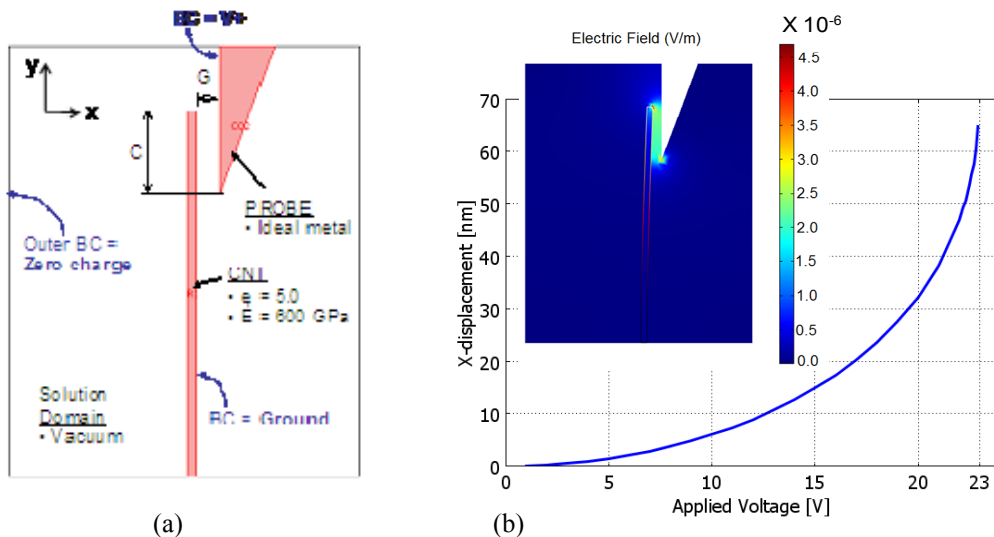 BC = V+
y
x
G
C
PROBE
• Ideal metal
Outer BC =
Zero charge
CNT
• = 5.0
• E = 600 GPa
BC = Ground
Solution
Domain
• Vacuum
(a)
X 10-6
Electric Field (V/m)
4.5
4.0
3.5
3.0
2.5
2.0
1.5
1.0
0.5
0.0
70
60
50
40
30
20
10
0
X-displacement [nm]
5
10
15
20
23
Applied Voltage [V]
(b)